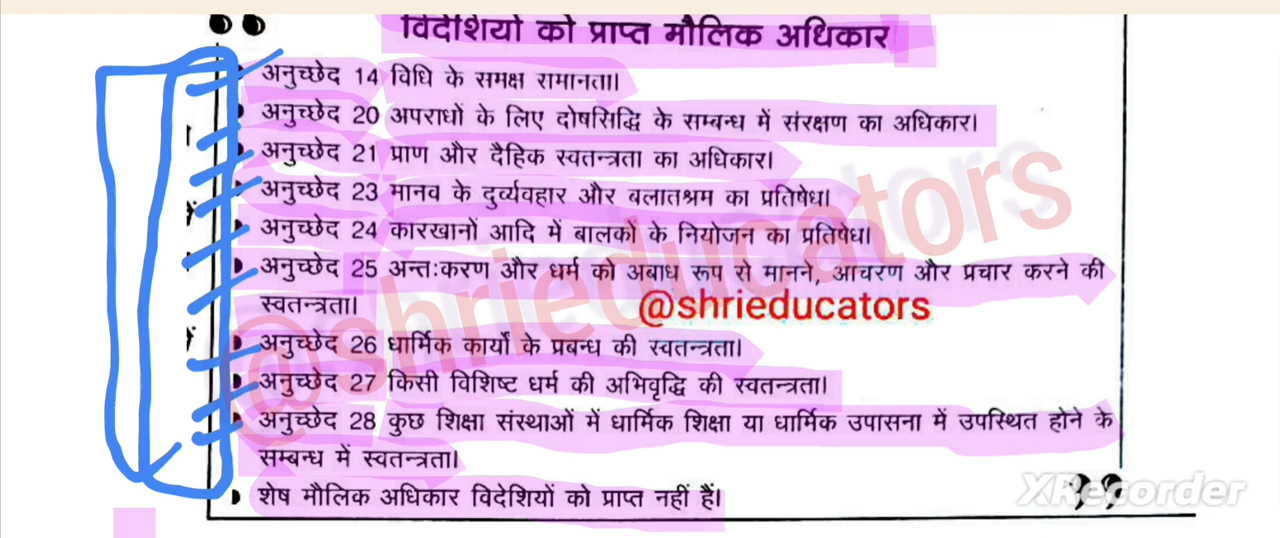 विदेशियों को प्राप्त मौलिक अधिकार
अनुच्छेद 14 विधि के समक्ष समानता।
अनुच्छेद 20 अपराधों के लिए दोषसिद्धि के सम्बन्ध में संरक्षण का अधिकार।
अनुच्छेद 21 प्राण और दैहिक स्वतन्त्रता का अधिकार।
अनुच्छेद 23 मानव के दुर्व्यवहार और बलातश्रम का प्रतिषेध।
अनुच्छेद 24 कारखानों आदि में बालकों के नियोजन का प्रतिषेध।
अनुच्छेद 25 अन्तःकरण और धर्म को अबाध रूप से मानने, आचरण और प्रचार करने की
स्वतन्त्रता।
@shrieducators
@shrieducators
अनुच्छेद 26 धार्मिक कार्यों के प्रबन्ध की स्वतन्त्रता।
अनुच्छेद 27 किसी विशिष्ट धर्म की अभिवृद्धि की स्वतन्त्रता।
अनुच्छेद 28 कुछ शिक्षा संस्थाओं में धार्मिक शिक्षा या धार्मिक उपासना में उपस्थित होने के
सम्बन्ध में स्वतन्त्रता।
शेष मौलिक अधिकार विदेशियों को प्राप्त नहीं हैं।
XRecorder